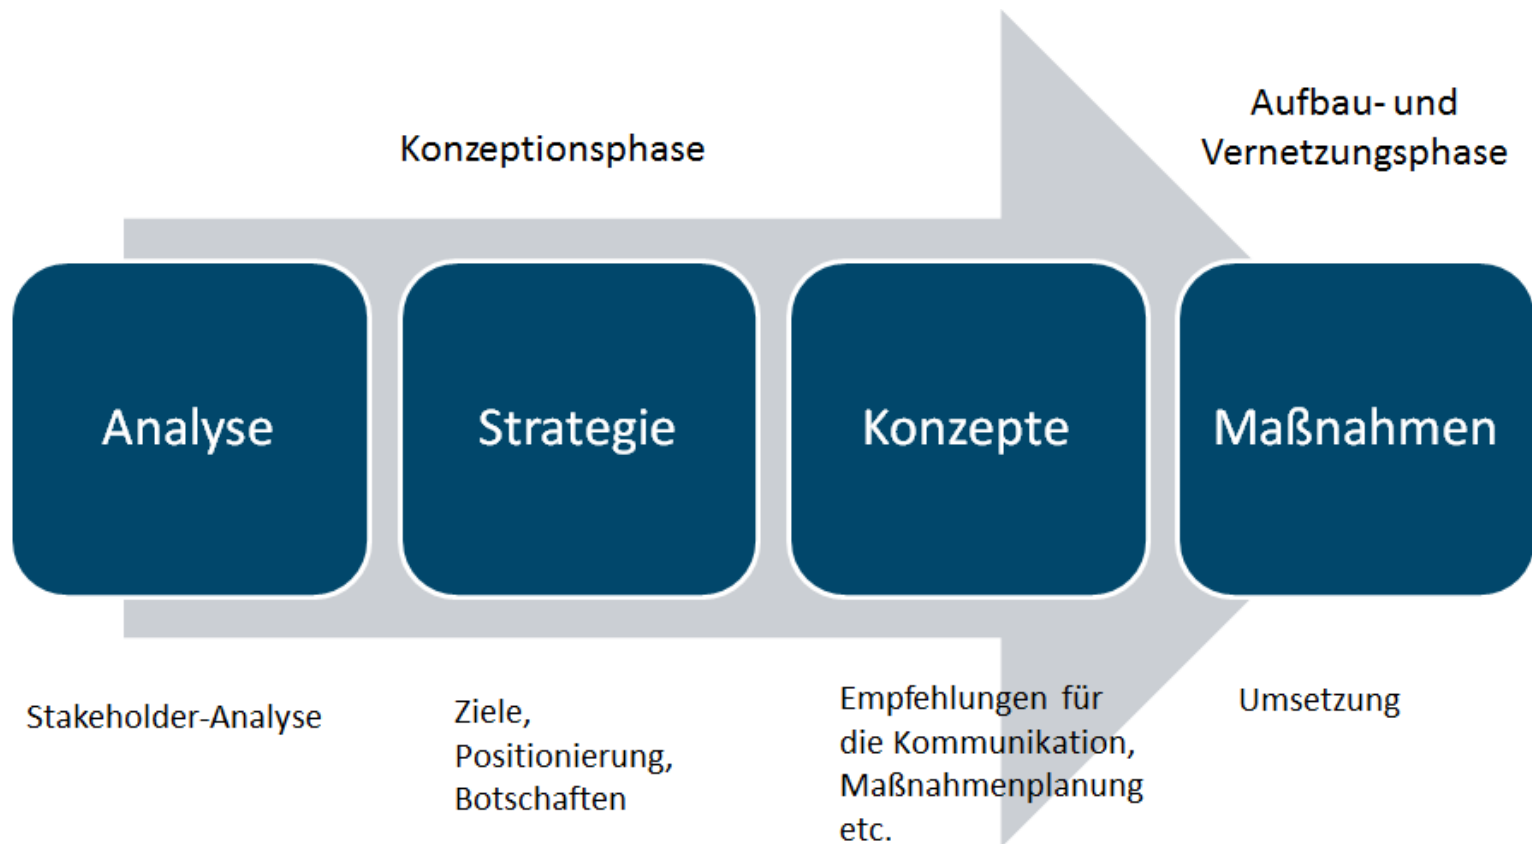 Konzeptionsphase
Aufbau- und
Vernetzungsphase
Analyse
Strategie
Konzepte
Maßnahmen
Stakeholder-Analyse
Ziele,
Positionierung,
Botschaften
Empfehlungen für
die Kommunikation,
Maßnahmenplanung
etc.
Umsetzung